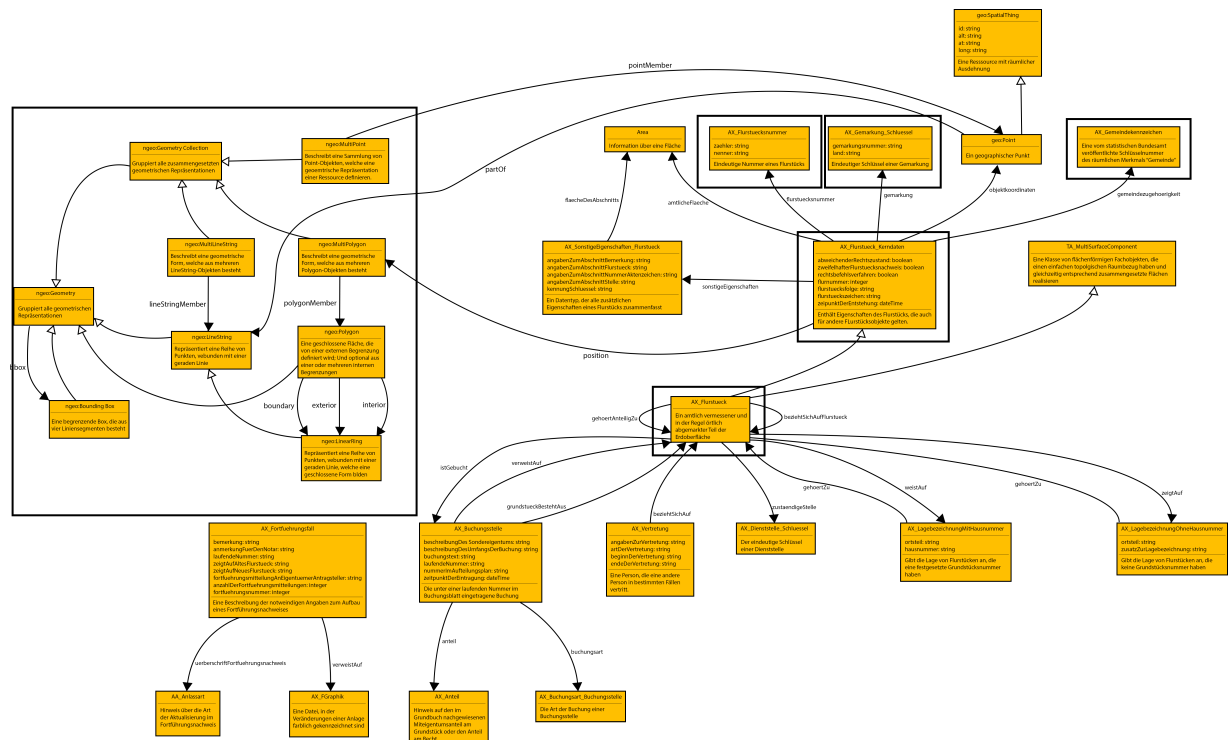 geo:SpatialThing
id: string
alt: string
at: string
long: string
Eine Ressource mit räumlicher
Ausdehnung
pointMember
ngeo:Geometry Collection
Gruppiert alle zusammengesetzten
geometrischen Repräsentationen
ngeo:MultiPoint
Beschreibt eine Sammlung von
Point-Objekten, welche eine
geoemtrische Repräsentation
einer Ressource definieren.
Area
Information über eine Fläche
AX_Flurstuecksnummer
zaehler: string
nenner: string
Eindeutige Nummer eines Flurstücks
AX_Gemarkung_Schluessel
gemarkungsnummer: string
land: string
Eindeutiger Schlüssel einer Gemarkung
geo:Point
Ein geographischer Punkt
AX_Gemeindekennzeichen
Eine vom statistischen Bundesamt
veröffentlichte Schlüsselnummer
des räumlichen Merkmals "Gemeinde"
partOf
flaecheDesAbschnitts
amtlicheFlaeche
flurstuecksnummer
gemarkung
objektkoordinaten
gemeindezugehoerigkeit
ngeo:MultiLineString
Beschreibt eine geometrische
Form, welche aus mehreren
LineString-Objekten besteht
ngeo:MultiPolygon
Beschreibt eine geometrische
Form, welche aus mehreren
Polygon-Objekten besteht
AX_SonstigeEigenschaften_Flurstueck
angabenZumAbschnittBemerkung: string
angabenZumAbschnittFlurstueck: string
angabenZumAbschnittNummerAktenzeichen: string
angabenZumAbschnittStelle: string
kennungSchluessel: string
Ein Datentyp, der alle zusätzlichen
Eigenschaften eines Flurstücks zusammenfasst
sonstigeEigenschaften
AX_Flurstueck_Kerndaten
abweichenderRechtszustand: boolean
zweifelhafterFlurstuecksnachweis: boolean
rechtsbehelfsverfahren: boolean
flurnummer: integer
flurstuecksfolge: string
flurstueckszeichen: string
zeitpunktDerEntstehung: dateTime
Enthält Eigenschaften des Flurstücks, die auch
für andere FLurstücksobjekte gelten.
TA_MultiSurfaceComponent
Eine Klasse von flächenförmigen Fachobjekten, die
einen einfachen topolgischen Raumbezug haben und
gleichzeitig entsprechend zusammengesetzte Flächen
realisieren
ngeo:Geometry
Gruppiert alle geometrischen
Repräsentationen
lineStringMember
polygonMember
ngeo:LineString
Repräsentiert eine Reihe von
Punkten, vebunden mit einer
geraden Linie
ngeo:Polygon
Eine geschlossene Fläche, die
von einer externen Begrenzung
definiert wird; Und optional aus
einer oder mehreren internen
Begrenzungen
position
bbox
ngeo:Bounding Box
Eine begrenzende Box, die aus
vier Liniensegmenten besteht
boundary
exterior
interior
ngeo:LinearRing
Repräsentiert eine Reihe von
Punkten, vebunden mit einer
geraden Linie, welche eine
geschlossene Form bilden
gehoertAnteiligZu
AX_Flurstueck
Ein amtlich vermessener und
in der Regel örtlich
abgemarkter Teil der
Erdoberfläche
beziehtSichAufFlurstueck
istGebucht
verweistAuf
grundstueckBestehtAus
beziehtSichAuf
zustaendigeStelle
gehoertZu
weistAuf
gehoertZu
zeigtAuf
AX_Fortfuehrungsfall
bemerkung: string
anmerkungFuerDenNotar: string
laufendeNummer: string
zeigtAufAltesFlurstueck: string
zeigtAufNeuesFlurstueck: string
fortfuehrungsmitteilungAnEigentuemerAntragsteller: string
anzahlDerFortfuehrungsmitteilungen: integer
fortfuehrungsnummer: integer
Eine Beschreibung der notwendigen Angaben zum Aufbau
eines Fortführungsnachweises
AX_Buchungsstelle
beschreibungDes Sondereigentums: string
beschreibungDesUmfangsDerBuchung: string
buchungstext: string
laufendeNummer: string
nummerImAufteilungsplan: string
zeitpunktDerEntragung: dateTime
Die unter einer laufenden Nummer im
Buchungsblatt eingetragene Buchung
AX_Vertretung
angabenZurVertretung: string
artDerVertretung: string
beginnDerVertretung: string
endeDerVertrehung: string
Eine Person, die eine andere
Person in bestimmten Fällen
vertritt.
AX_Dienststelle_Schluessel
Der eindeutige Schlüssel
einer Dienststelle
AX_LagebezeichnungMitHausnummer
ortsteil: string
hausnummer: string
Gibt die Lage von Flurstücken an, die
eine festgesetzte Grundstücksnummer
haben
AX_LagebezeichnungOhneHausnummer
ortsteil: string
zusatzZurLagebezeichnung: string
Gibt die Lage von Flurstücken an, die
keine Grundstücksnummer haben
ueberschriftFortfuehrungsnachweis
verweistAuf
anteil
buchungsart
AA_Anlassart
Hinweis über die Art
der Aktualisierung im
Fortführungsnachweis
AX_FGraphik
Eine Datei, in der
Veränderungen einer Anlage
farblich gekennzeichnet sind
AX_Anteil
Hinweis auf den im
Grundbuch nachgewiesenen
Miteigentumsanteil am
Grundstück oder den Anteil
am Recht
AX_Buchungsart_Buchungsstelle
Die Art der Buchung einer
Buchungsstelle